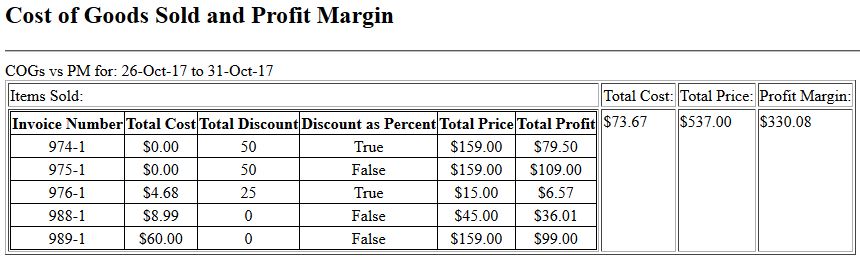 Cost of Goods Sold and Profit Margin
COGs vs PM for: 26-Oct-17 to 31-Oct-17
Items Sold: Total Cost: Total Price: Profit Margin:
Invoice Number Total Cost Total Discount Discount as Percent Total Price Total Profit $73.67 $537.00 $330.08
974-1 $0.00 50 True $159.00 $79.50
975-1 $0.00 50 False $159.00 $109.00
976-1 $4.68 25 True $15.00 $6.57
988-1 $8.99 0 False $45.00 $36.01
989-1 $60.00 0 False $159.00 $99.00